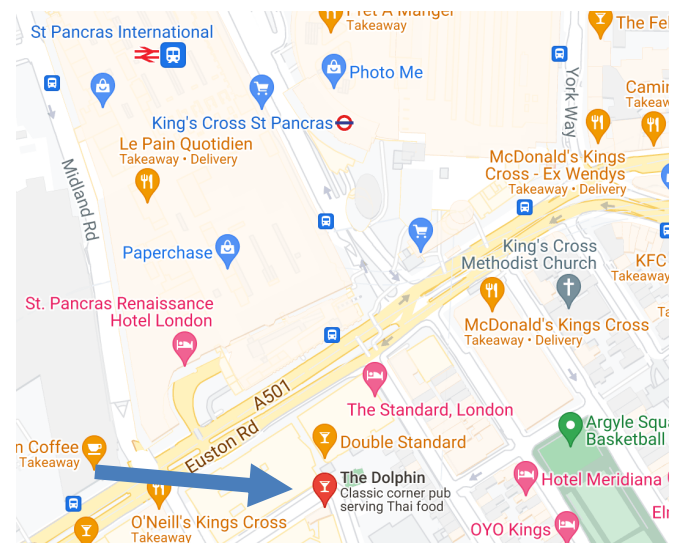 Pret A Manger
Takeaway
The Fe
St Pancras International
Photo Me
York Way
Camin
Takeaw
King's Cross St Pancras
Le Pain Quotidien
Takeaway • Delivery
McDonald's Kings
Cross - Ex Wendys
Takeaway • Delivery
Midland Rd
Paperchase
King's Cross
Methodist Church
KFC
Takeaway
St. Pancras Renaissance
Hotel London
McDonald's Kings Cross
Takeaway • Delivery
Ta
A501
The Standard, London
Euston Rd
Argyle Squa
Basketball
n Coffee
Takeaway
Double Standard
The Dolphin
Classic corner pub
serving Thai food
Hotel Meridiana
O'Neill's Kings Cross
Takeaway
OYO Kings
Elm